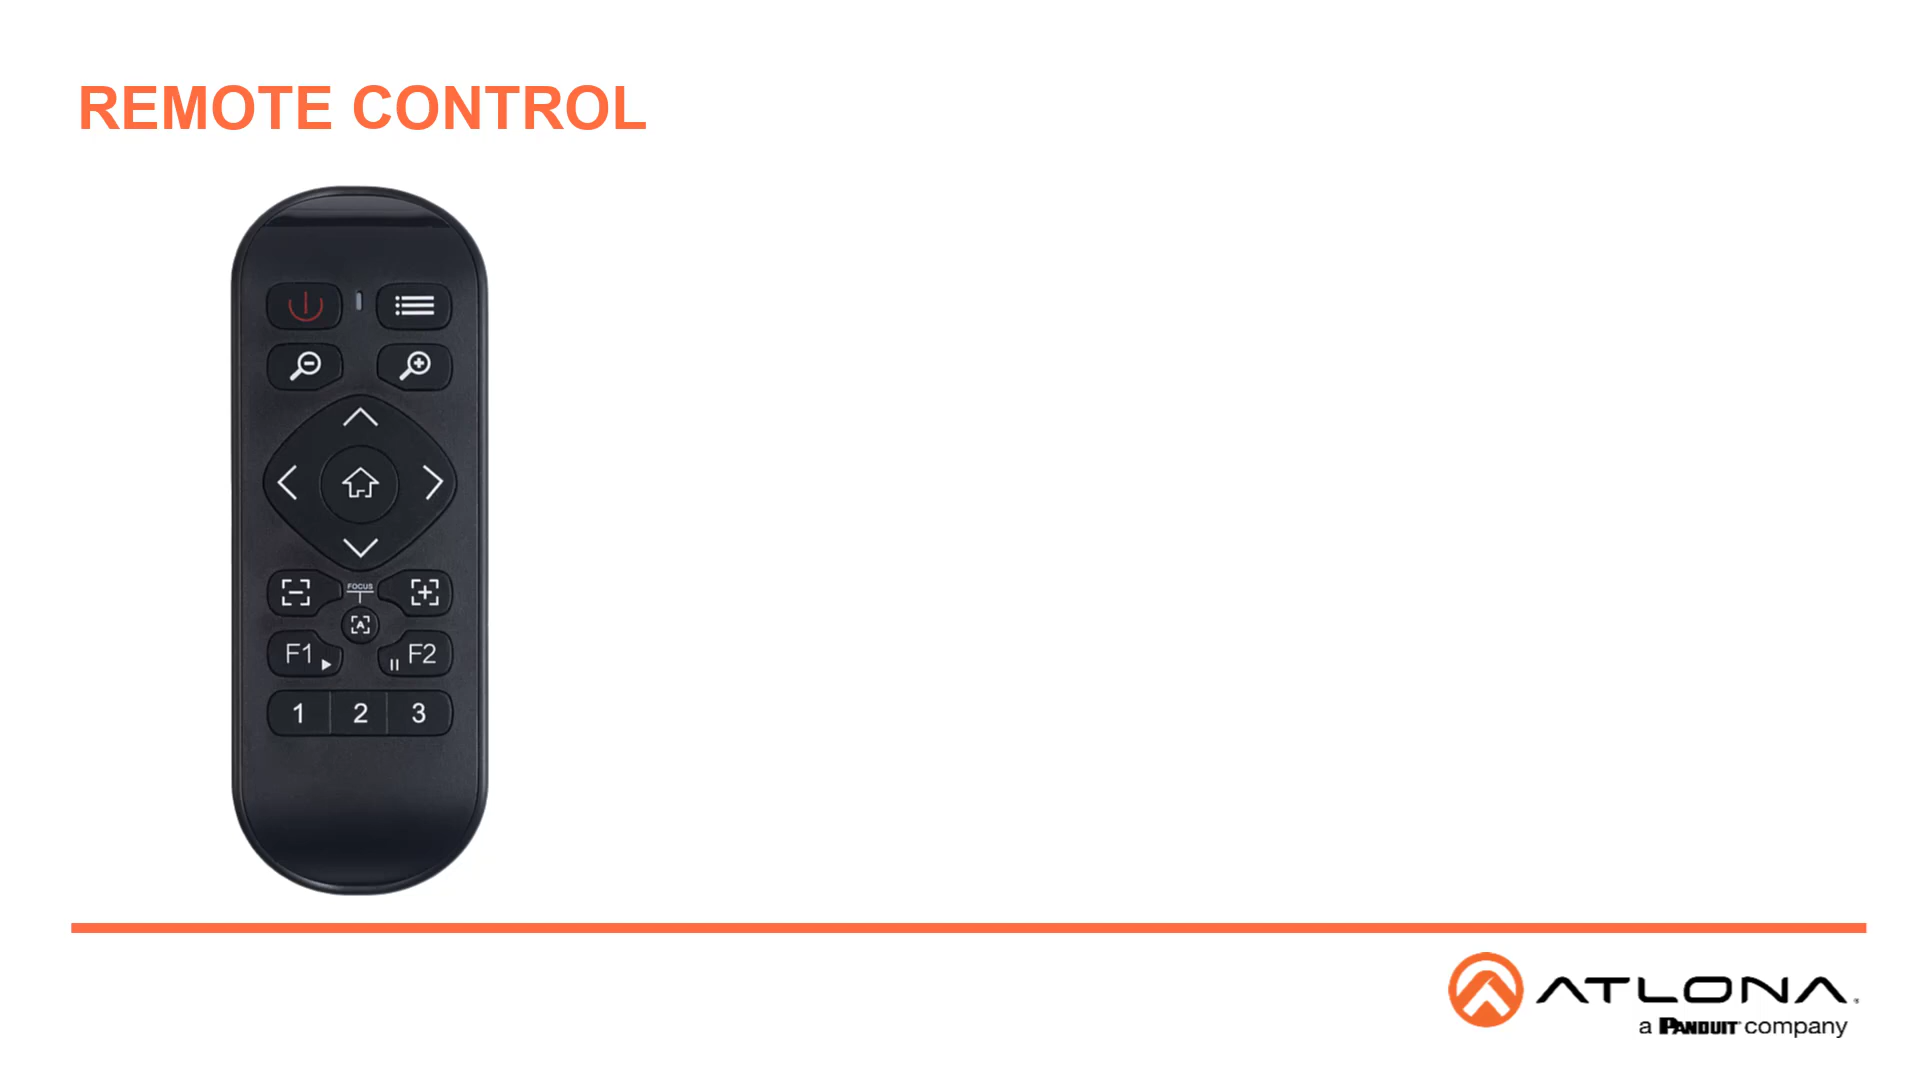 REMOTE CONTROL
FOCUS
A
F1 F2
1 2 3
ATLONA
a PANDUIT company